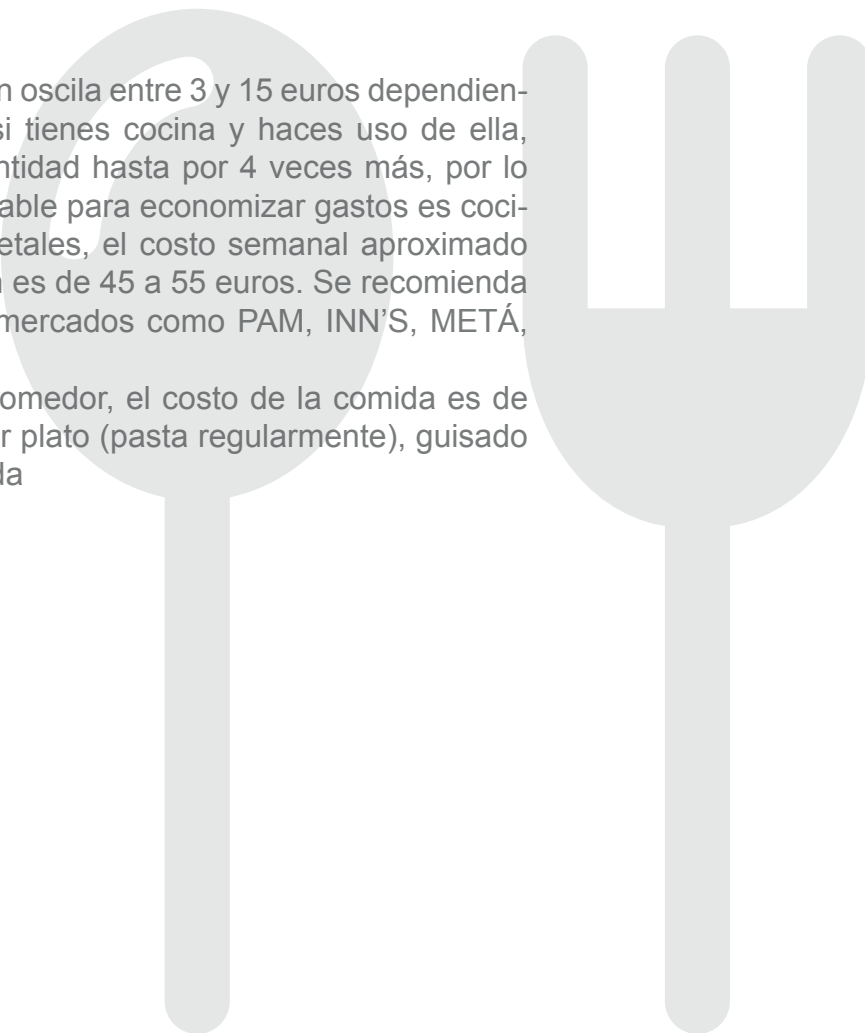 n oscila entre 3 y 15 euros dependien-
si tienes cocina y haces uso de ella,
ntidad hasta por 4 veces más, por lo
able para economizar gastos es coci-
etales, el costo semanal aproximado
n es de 45 a 55 euros. Se recomienda
mercados como PAM, INN’S, METÁ,
omedor, el costo de la comida es de
r plato (pasta regularmente), guisado
da